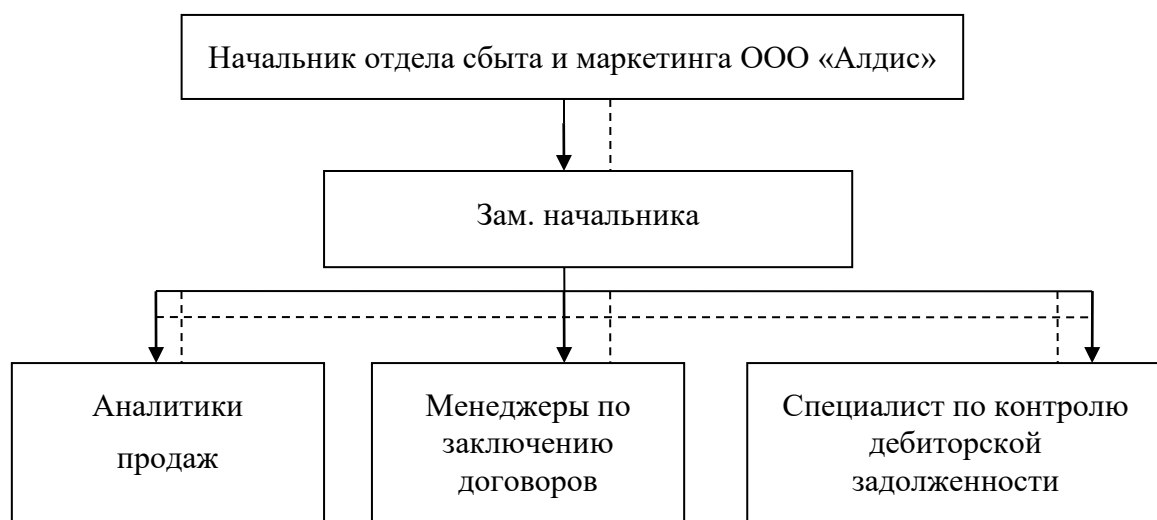 Начальник отдела сбыта и маркетинга ООО «Алдис»
Зам. начальника
Аналитики
продаж
Менеджеры по
заключению
договоров
Специалист по контролю
дебиторской
задолженности